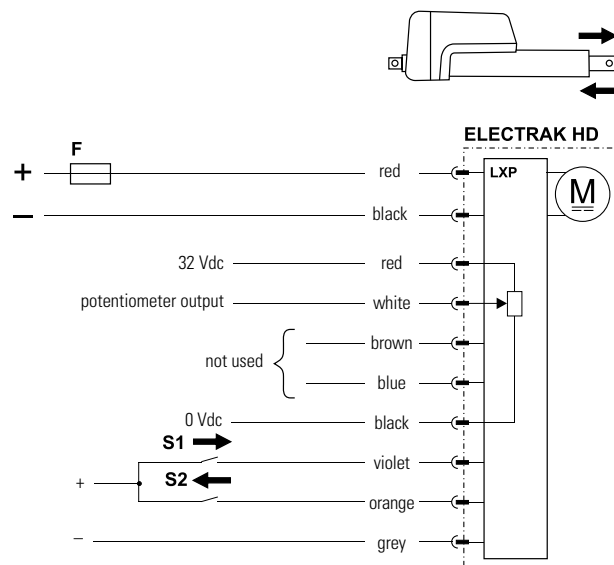 ELECTRAK HD
F
+ red LXP
M
− black
32 Vdc red
potentiometer output white
brown
not used
blue
0 Vdc black
S1
violet
S2
+
orange
− grey